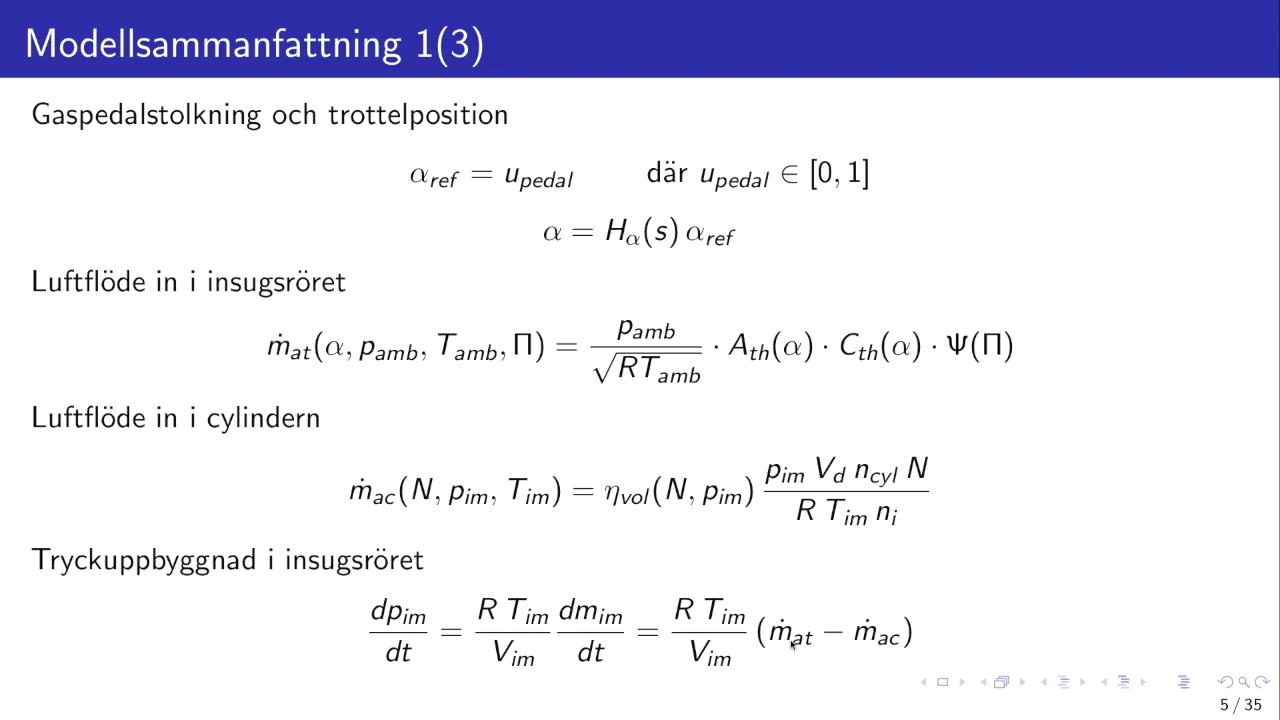 Modellsammanfattning 1(3)
Gaspedalstolkning och trottelposition
α_ref = u_pedal där u_pedal ∈ [0, 1]
α = H_α(s) α_ref
Luftflöde in i insugsröret
ṁ_at(α, p_amb, T_amb, Π) = p_amb / √(RT_amb) · A_th(α) · C_th(α) · Ψ(Π)
Luftflöde in i cylindern
ṁ_ac(N, p_im, T_im) = η_vol(N, p_im) p_im V_d n_cyl N / R T_im n_i
Tryckuppbyggnad i insugsröret
dp_im / dt = R T_im / V_im dm_im / dt = R T_im / V_im (ṁ_at − ṁ_ac)
5 / 35